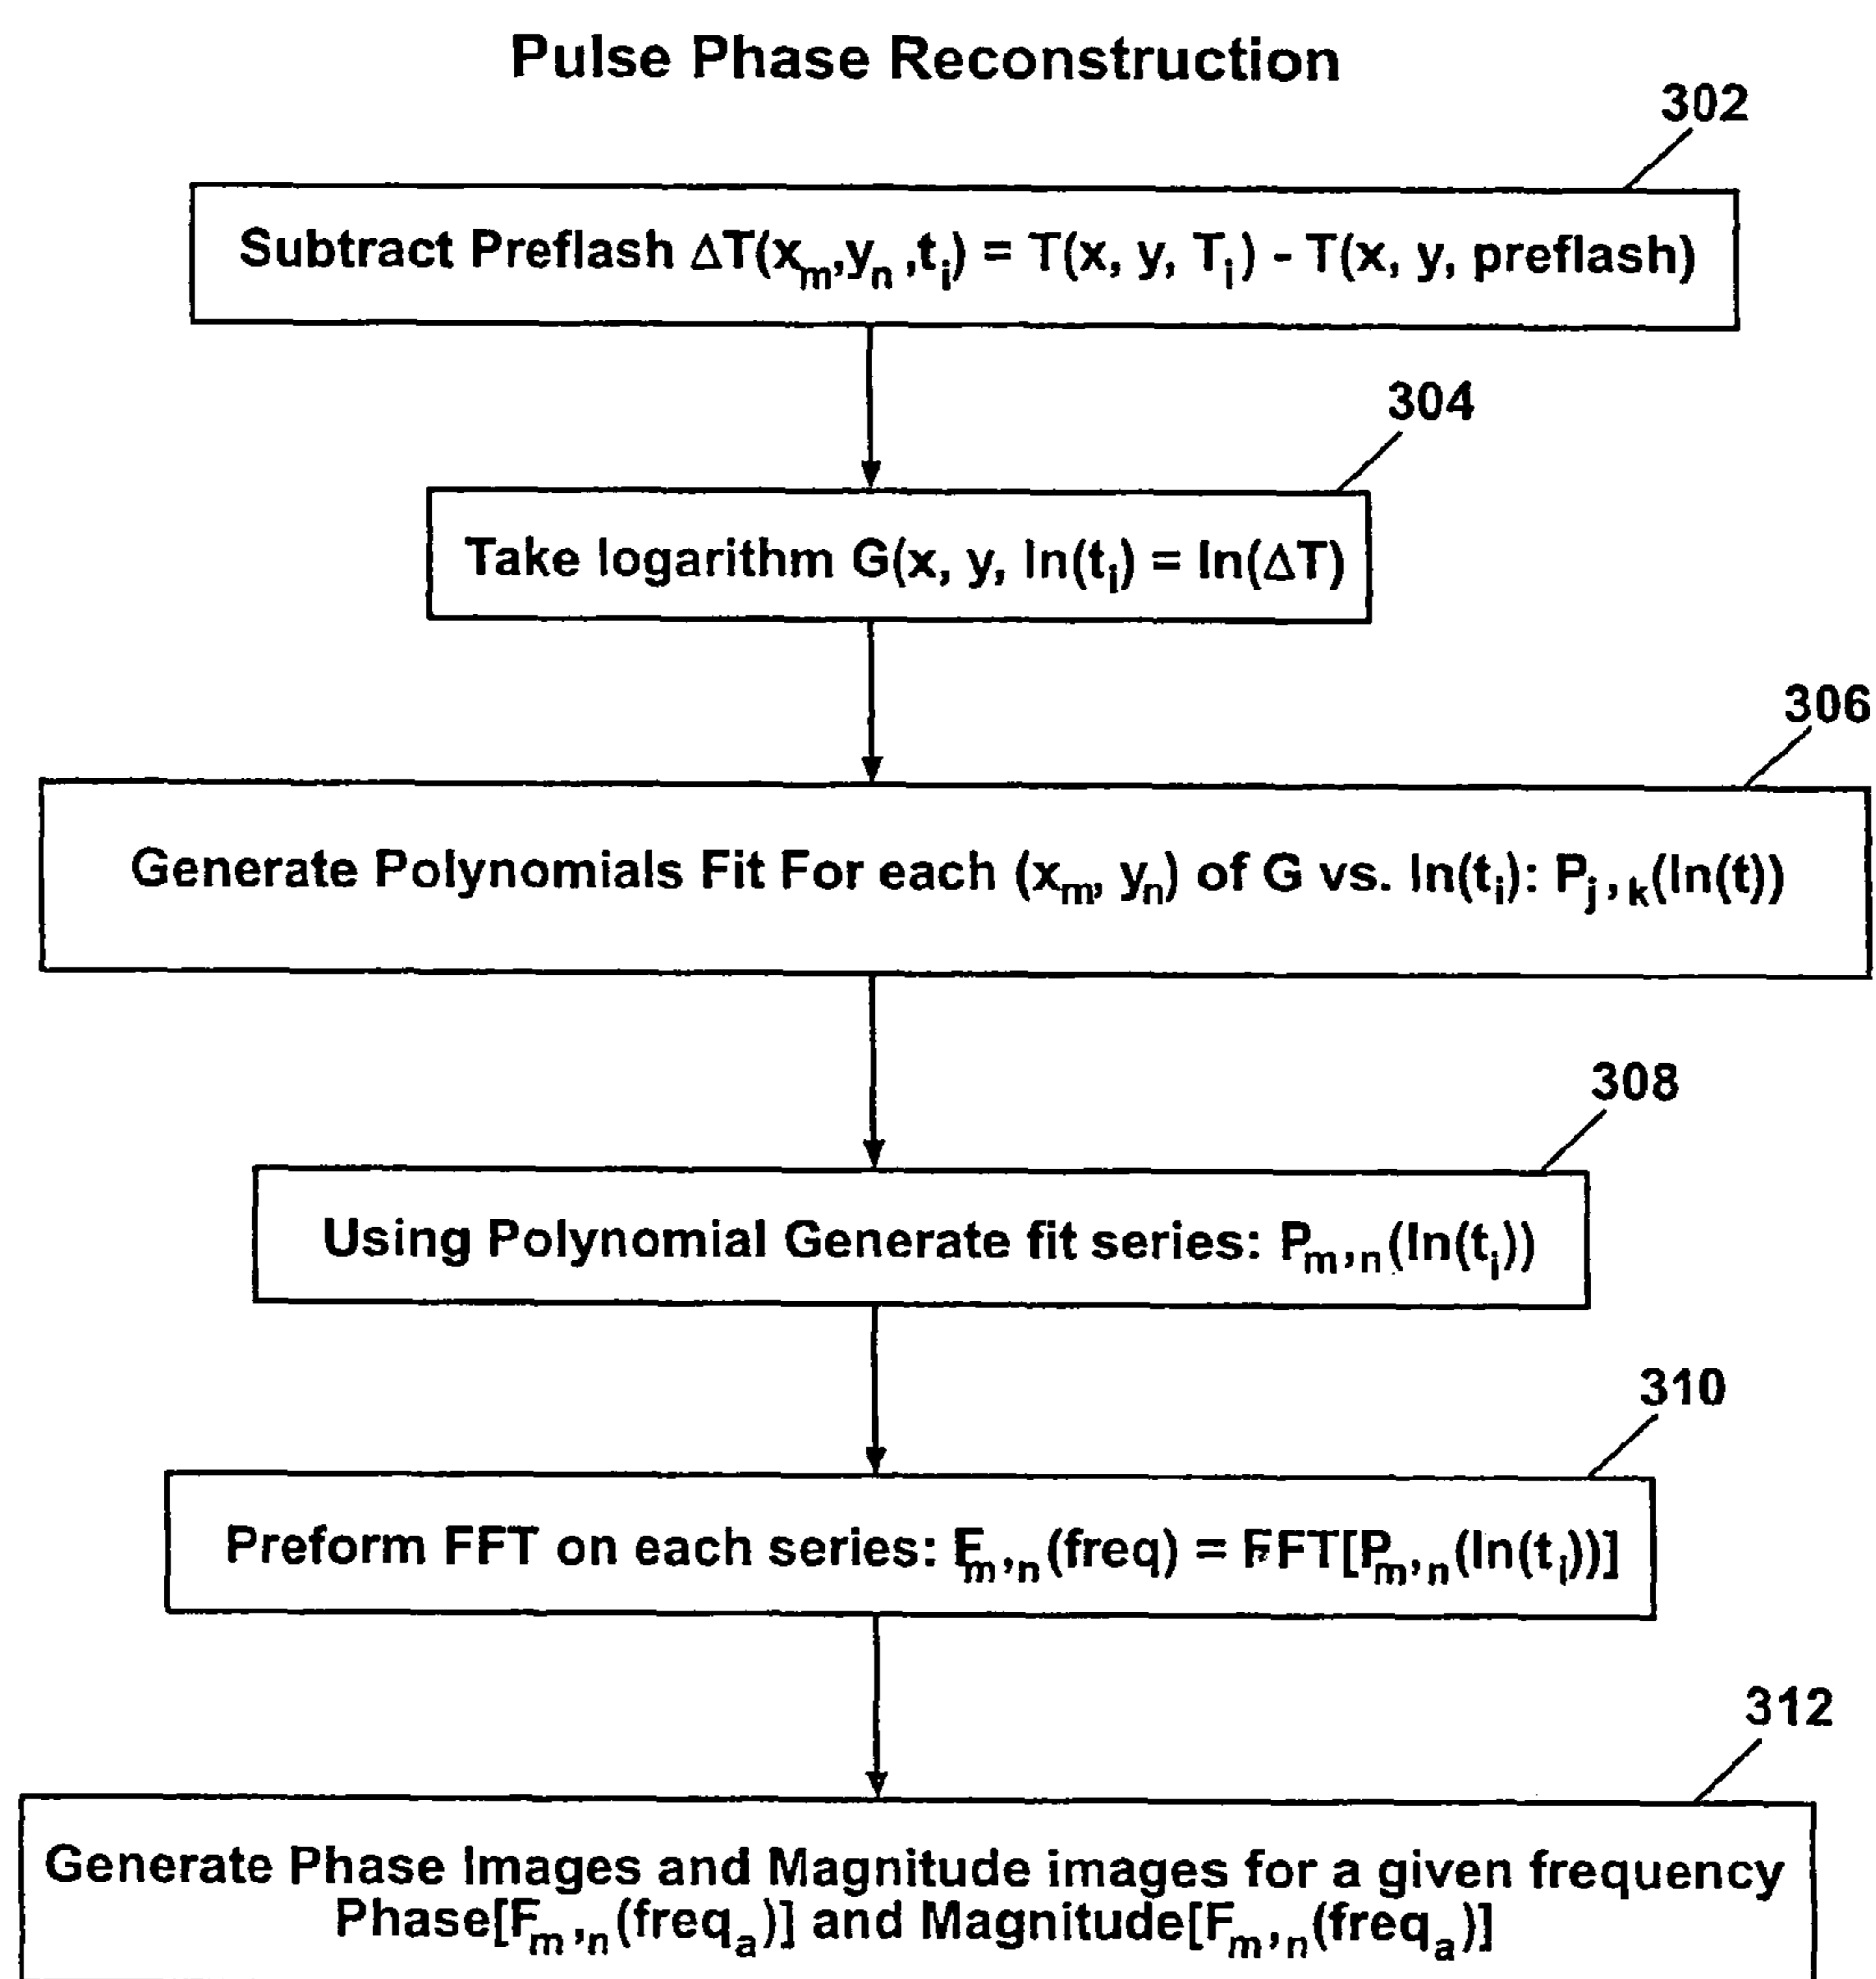 Pulse Phase Reconstruction
302
Subtract Preflash ΔT(xₘ,yₙ ,tᵢ) = T(x, y, Tᵢ) - T(x, y, preflash)
304
Take logarithm G(x, y, ln(tᵢ) = ln(ΔT)
306
Generate Polynomials Fit For each (xₘ, yₙ) of G vs. ln(tᵢ): Pⱼ,ₖ(ln(t))
308
Using Polynomial Generate fit series: Pₘ,ₙ(ln(tᵢ))
310
Preform FFT on each series: Fₘ,ₙ(freq) = FFT[Pₘ,ₙ(ln(tᵢ))]
312
Generate Phase Images and Magnitude images for a given frequency
Phase[Fₘ,ₙ(freqₐ)] and Magnitude[Fₘ,ₙ(freqₐ)]